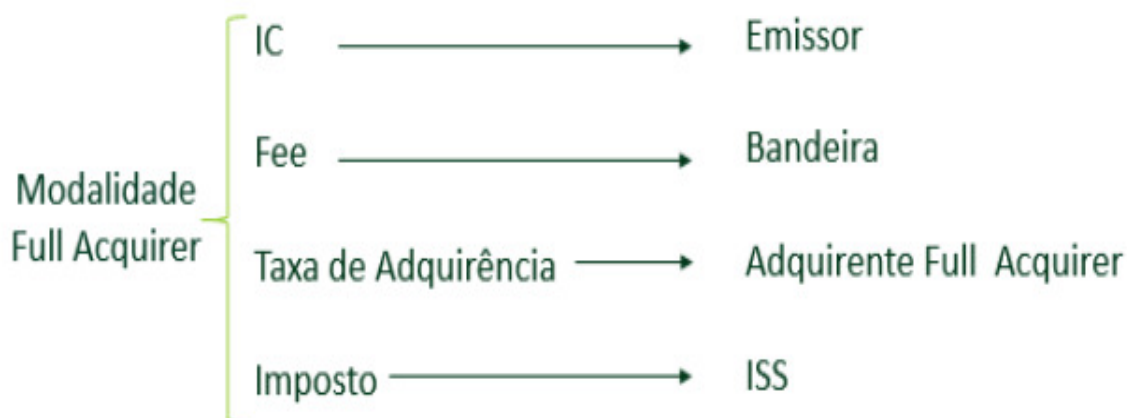 IC
Emissor
Fee
Bandeira
Modalidade
Full Acquirer
Taxa de Adquirência
Adquirente Full Acquirer
Imposto
ISS